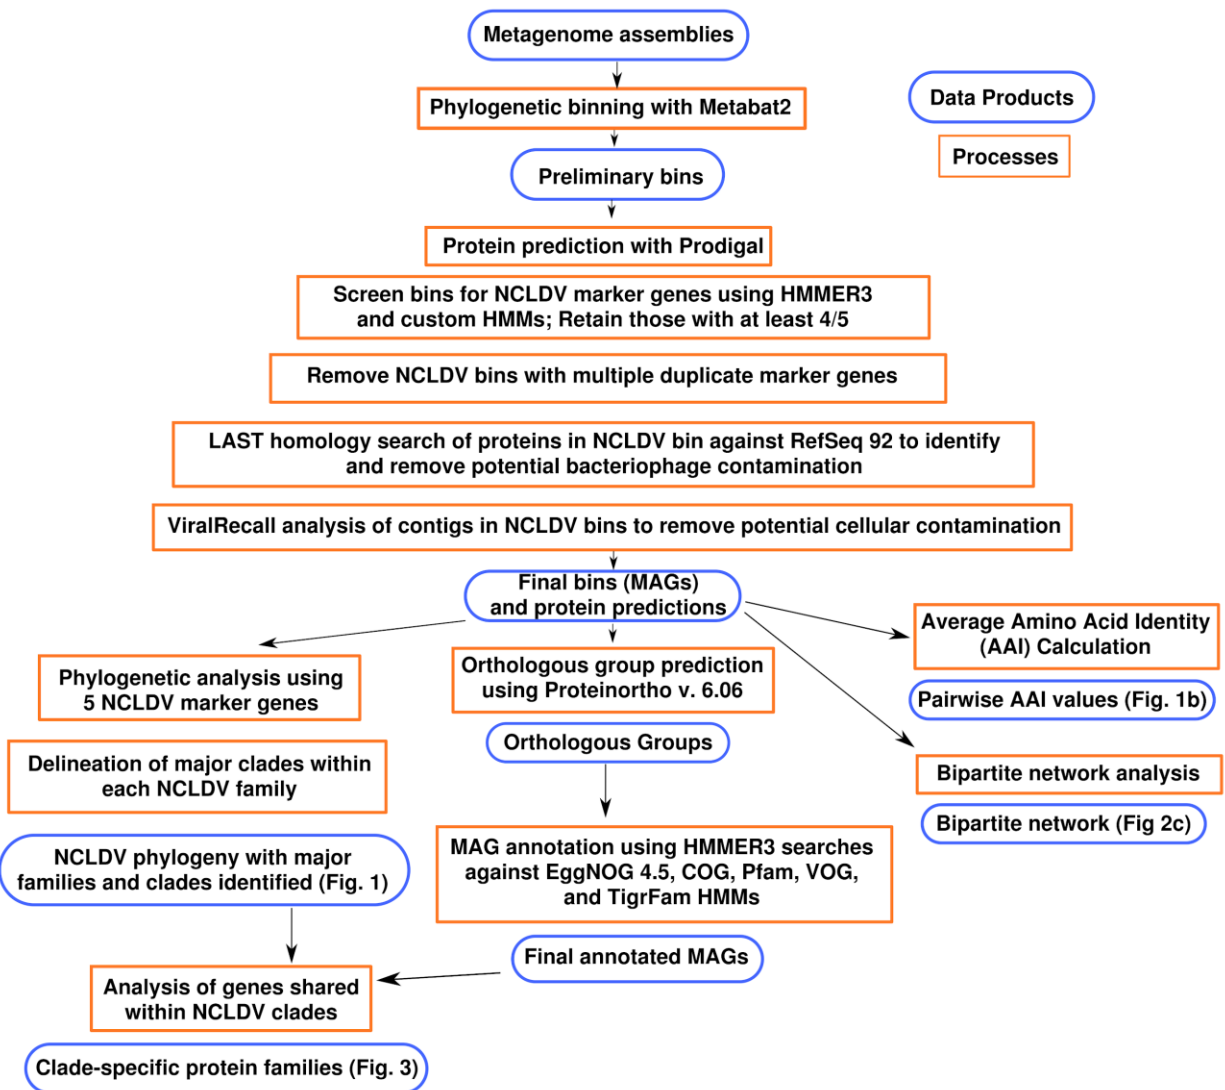 Metagenome assemblies
Phylogenetic binning with Metabat2
Data Products
Processes
Preliminary bins
Protein prediction with Prodigal
Screen bins for NCLDV marker genes using HMMER3
and custom HMMs; Retain those with at least 4/5
Remove NCLDV bins with multiple duplicate marker genes
LAST homology search of proteins in NCLDV bin against RefSeq 92 to identify
and remove potential bacteriophage contamination
ViralRecall analysis of contigs in NCLDV bins to remove potential cellular contamination
Final bins (MAGs)
and protein predictions
Phylogenetic analysis using
5 NCLDV marker genes
Delineation of major clades within
each NCLDV family
NCLDV phylogeny with major
families and clades identified (Fig. 1)
Orthologous group prediction
using Proteinortho v. 6.06
Orthologous Groups
MAG annotation using HMMER3 searches
against EggNOG 4.5, COG, Pfam, VOG,
and TigrFam HMMs
Final annotated MAGs
Average Amino Acid Identity
(AAI) Calculation
Pairwise AAI values (Fig. 1b)
Bipartite network analysis
Bipartite network (Fig 2c)
Analysis of genes shared
within NCLDV clades
Clade-specific protein families (Fig. 3)